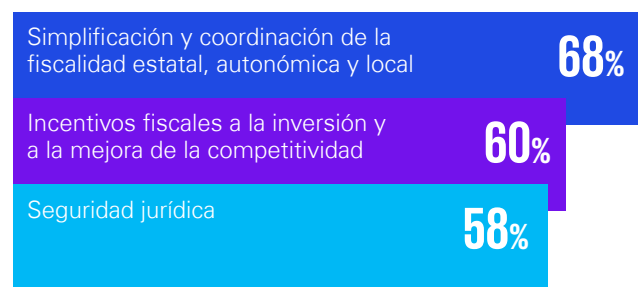 Simplificación y coordinación de la
fiscalidad estatal, autonómica y local
68%
Incentivos fiscales a la inversión y
a la mejora de la competitividad
60%
Seguridad jurídica
58%